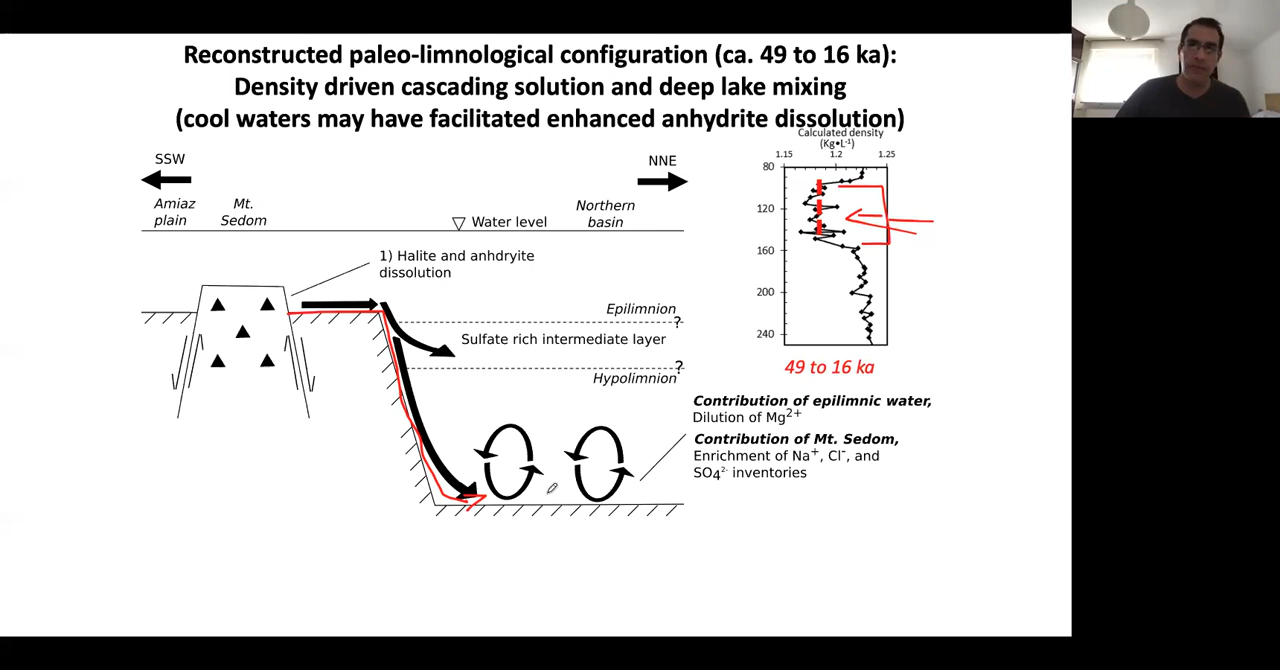 Reconstructed paleo-limnological configuration (ca. 49 to 16 ka):
Density driven cascading solution and deep lake mixing
(cool waters may have facilitated enhanced anhydrite dissolution)
SSW
NNE
Amiaz
plain
Mt.
Sedom
Northern
basin
Water level
1) Halite and anhdryite
dissolution
Epilimnion
?
Sulfate rich intermediate layer
?
Hypolimnion
Calculated density
(Kg•L⁻¹)
1.15 1.2 1.25
80
120
160
200
240
49 to 16 ka
Contribution of epilimnic water,
Dilution of Mg²⁺
Contribution of Mt. Sedom,
Enrichment of Na⁺, Cl⁻, and
SO₄²⁻ inventories